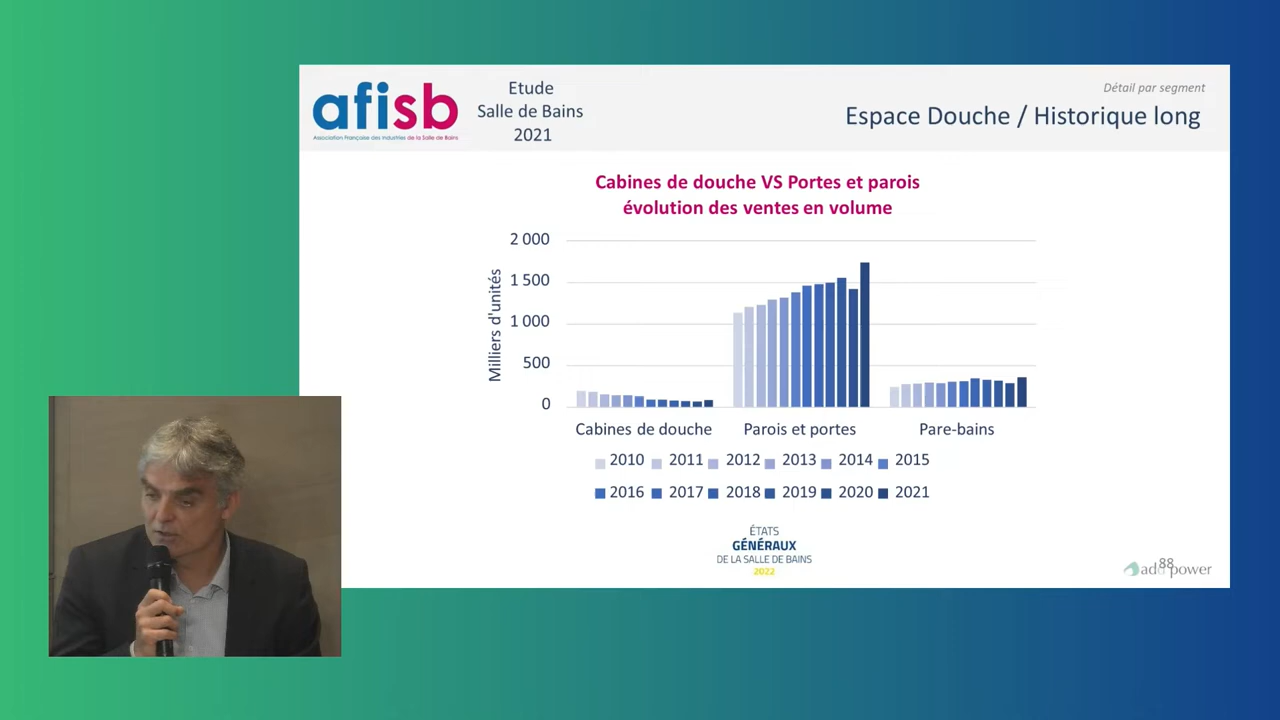 afisb
Association Française des Industries de la Salle de Bains
Etude
Salle de Bains
2021
Détail par segment
Espace Douche / Historique long
Cabines de douche VS Portes et parois
évolution des ventes en volume
Milliers d'unités
2 000
1 500
1 000
500
0
Cabines de douche Parois et portes Pare-bains
2010 2011 2012 2013 2014 2015
2016 2017 2018 2019 2020 2021
ÉTATS
GÉNÉRAUX
DE LA SALLE DE BAINS
2022
88
power